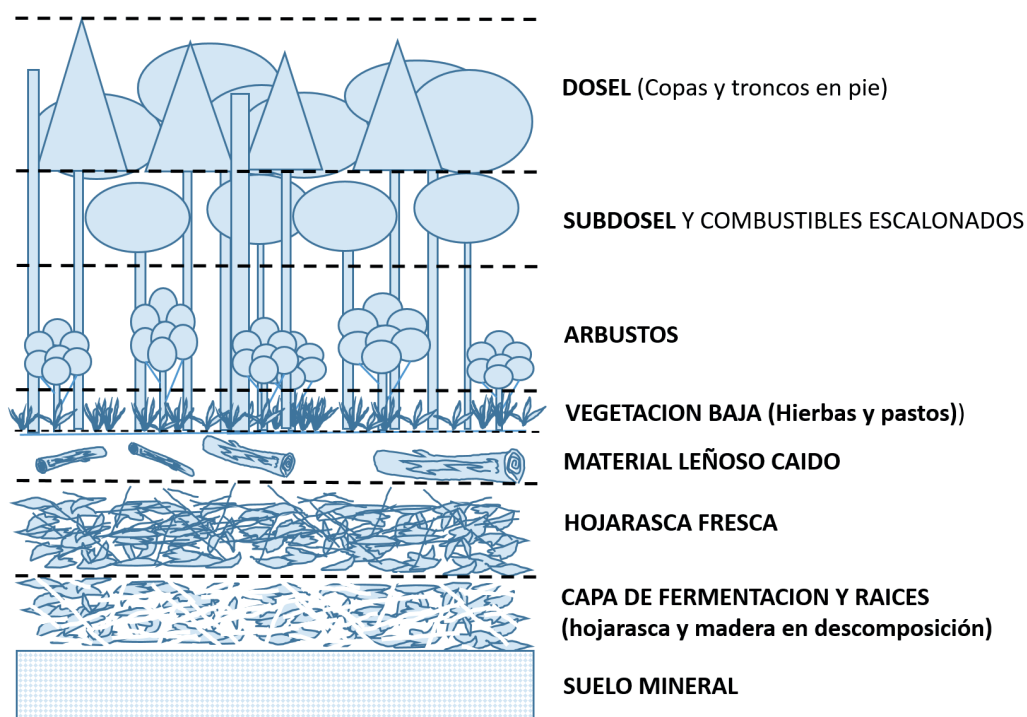 DOSEL (Copas y troncos en pie)
SUBDOSEL Y COMBUSTIBLES ESCALONADOS
ARBUSTOS
VEGETACION BAJA (Hierbas y pastos))
MATERIAL LEÑOSO CAIDO
HOJARASCA FRESCA
CAPA DE FERMENTACION Y RAICES
(hojarasca y madera en descomposición)
SUELO MINERAL